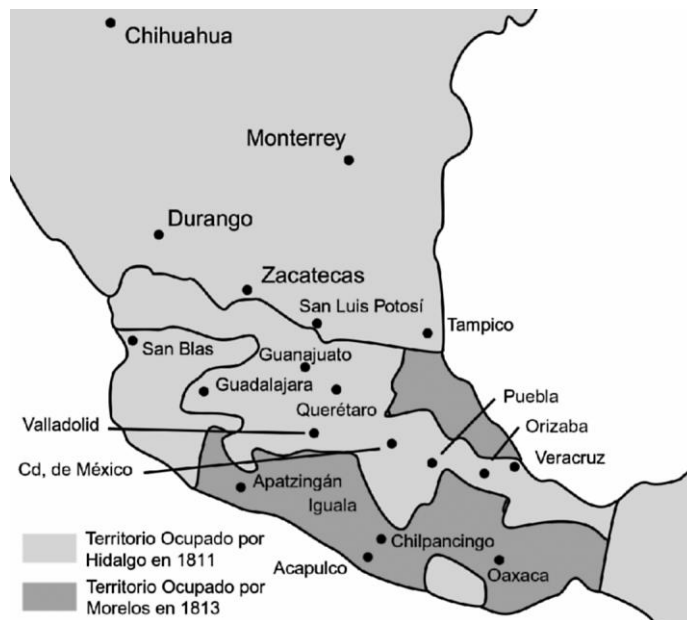 Chihuahua
Monterrey
Durango
Zacatecas
San Luis Potosí
Tampico
San Blas
Guanajuato
Guadalajara
Querétaro
Puebla
Valladolid
Orizaba
Veracruz
Cd, de México
Apatzingán
Iguala
Chilpancingo
Acapulco
Oaxaca
Territorio Ocupado por
Hidalgo en 1811
Territorio Ocupado por
Morelos en 1813